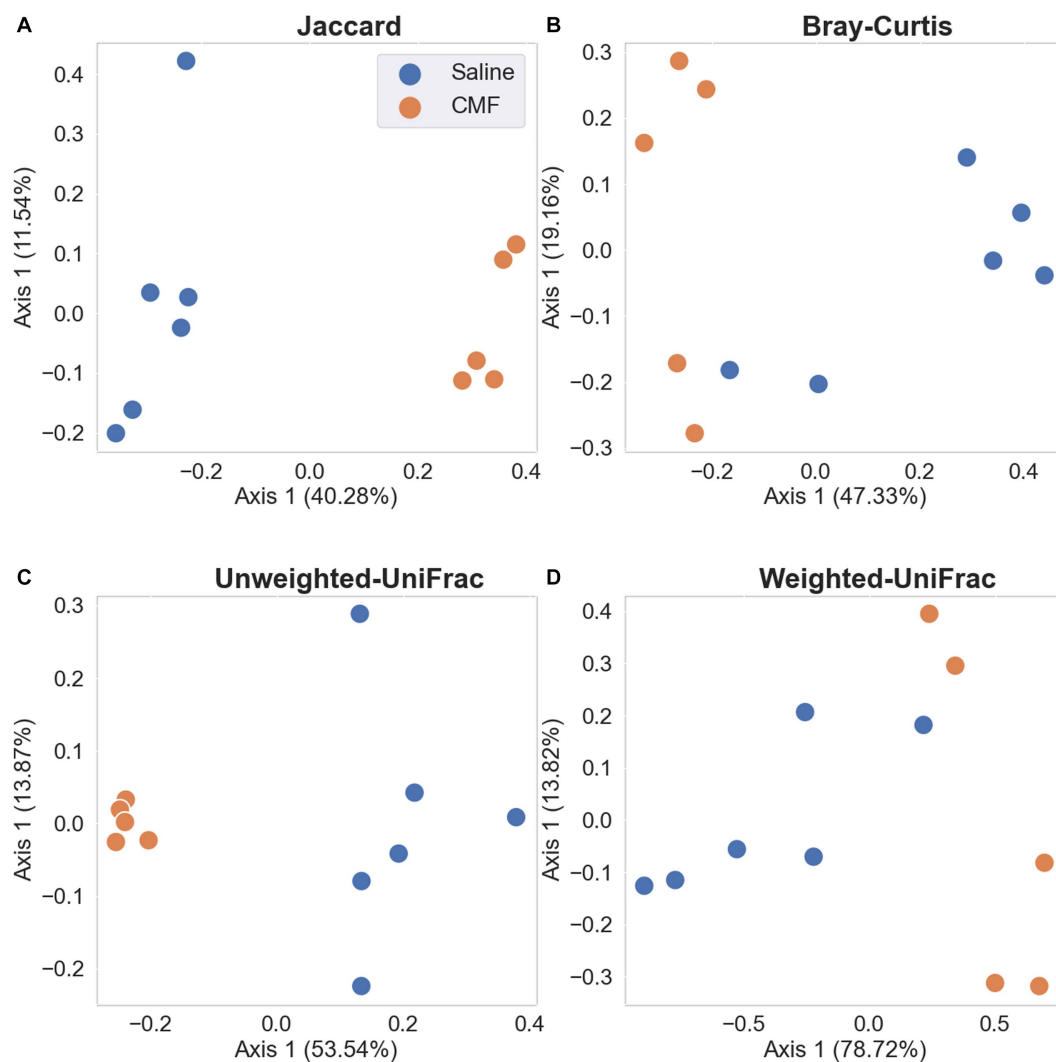 A
Jaccard
0.4
0.3
0.2
0.1
0.0
−0.1
−0.2
Axis 1 (11.54%)
Saline
CMF
−0.2
0.0
0.2
0.4
Axis 1 (40.28%)
B
Bray-Curtis
0.3
0.2
0.1
0.0
−0.1
−0.2
−0.3
Axis 1 (19.16%)
−0.2
0.0
0.2
0.4
Axis 1 (47.33%)
C
Unweighted-UniFrac
0.3
0.2
0.1
0.0
−0.1
−0.2
Axis 1 (13.87%)
−0.2
0.0
0.2
0.4
Axis 1 (53.54%)
D
Weighted-UniFrac
0.4
0.3
0.2
0.1
0.0
−0.1
−0.2
−0.3
Axis 1 (13.82%)
−0.5
0.0
0.5
Axis 1 (78.72%)